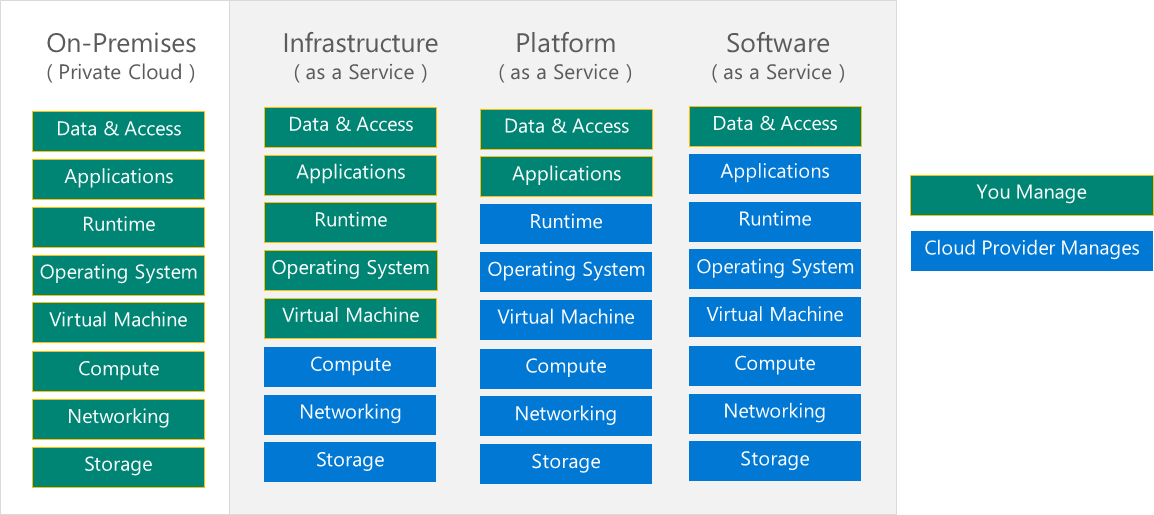 On-Premises
( Private Cloud )
Data & Access
Applications
Runtime
Operating System
Virtual Machine
Compute
Networking
Storage
Infrastructure
( as a Service )
Data & Access
Applications
Runtime
Operating System
Virtual Machine
Compute
Networking
Storage
Platform
( as a Service )
Data & Access
Applications
Runtime
Operating System
Virtual Machine
Compute
Networking
Storage
Software
( as a Service )
Data & Access
Applications
Runtime
Operating System
Virtual Machine
Compute
Networking
Storage
You Manage
Cloud Provider Manages